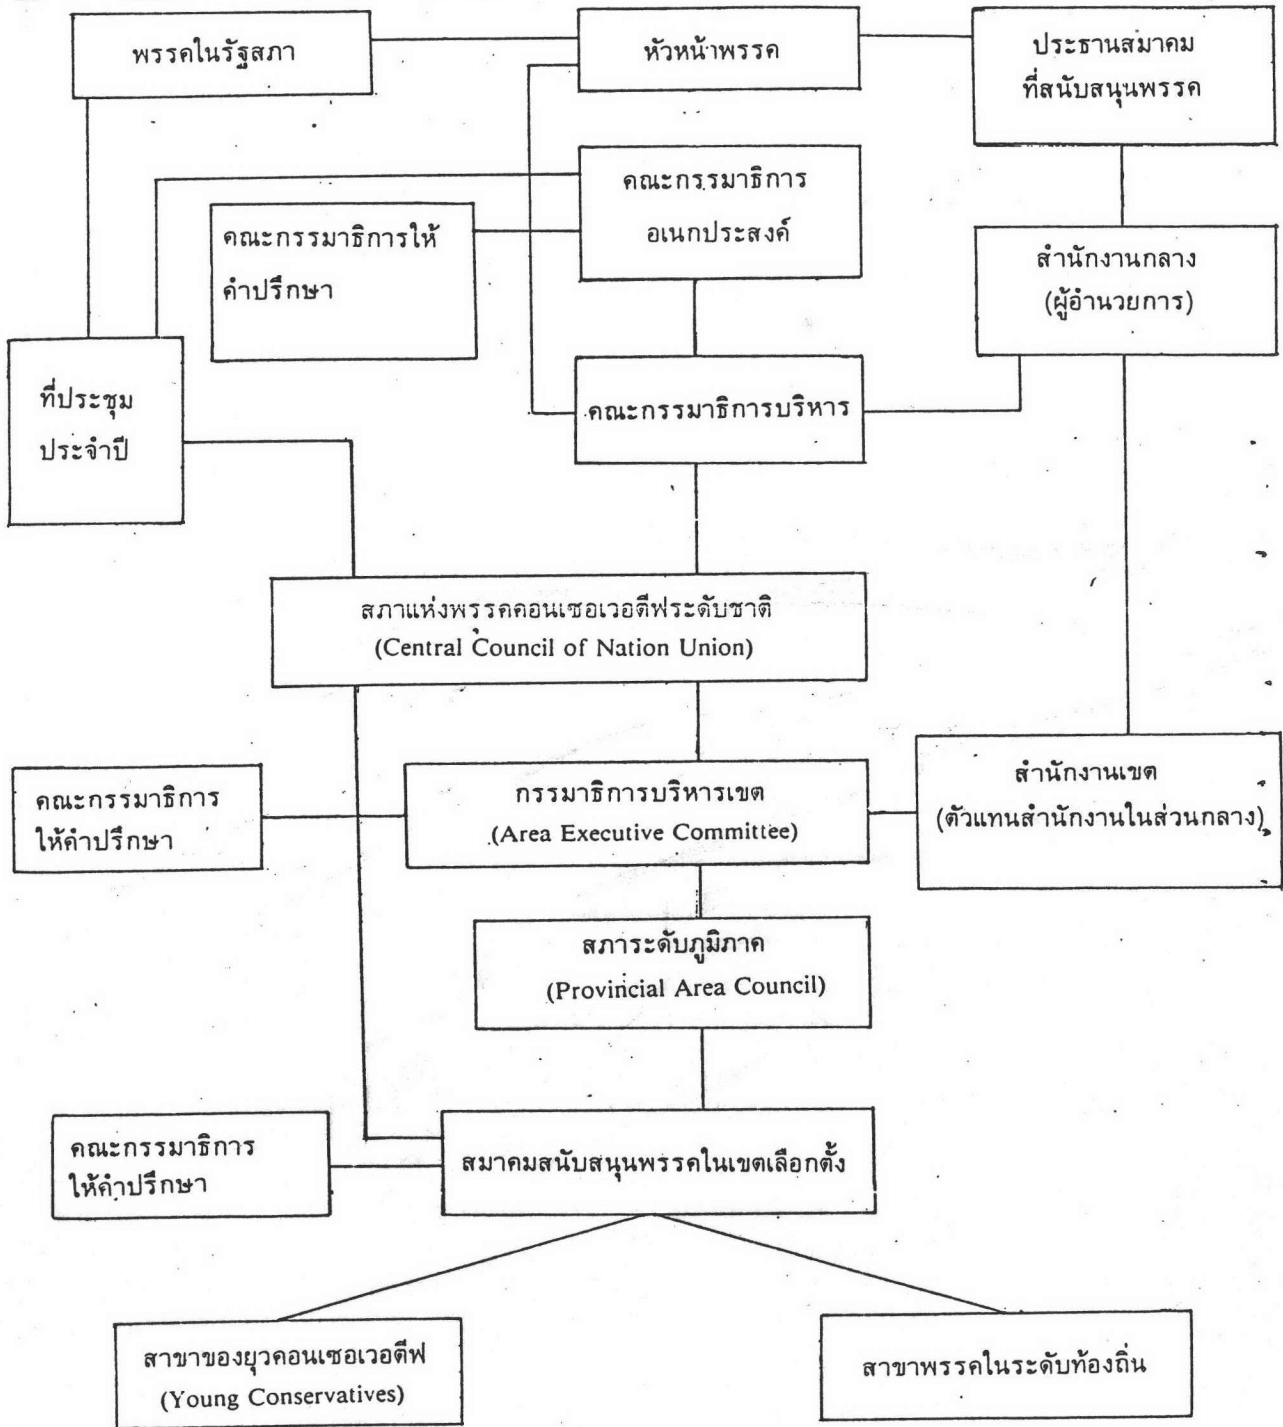 พรรคในรัฐสภา
หัวหน้าพรรค
ประธานสมาคม
ที่สนับสนุนพรรค
คณะกรรมาธิการ
อเนกประสงค์
คณะกรรมาธิการให้
คำปรึกษา
สำนักงานกลาง
(ผู้อำนวยการ)
ที่ประชุม
ประจำปี
คณะกรรมาธิการบริหาร
สภาแห่งพรรคคอนเซอเวอตีฟระดับชาติ
(Central Council of Nation Union)
คณะกรรมาธิการ
ให้คำปรึกษา
กรรมาธิการบริหารเขต
(Area Executive Committee)
สำนักงานเขต
(ตัวแทนสำนักงานในส่วนกลาง)
สภาระดับภูมิภาค
(Provincial Area Council)
คณะกรรมาธิการ
ให้คำปรึกษา
สมาคมสนับสนุนพรรคในเขตเลือกตั้ง
สาขาของยุวคอนเซอเวอตีฟ
(Young Conservatives)
สาขาพรรคในระดับท้องถิ่น